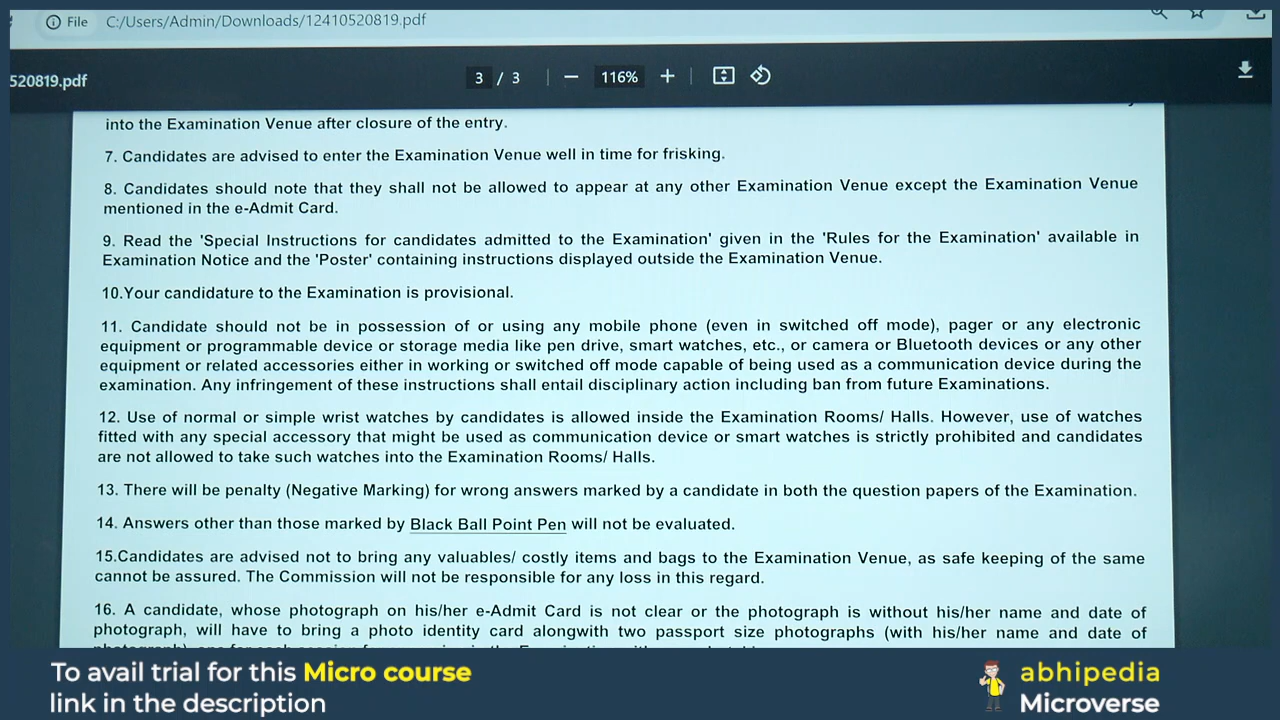 File C:/Users/Admin/Downloads/12410520819.pdf
520819.pdf
3 / 3 116%
into the Examination Venue after closure of the entry.
7. Candidates are advised to enter the Examination Venue well in time for frisking.
8. Candidates should note that they shall not be allowed to appear at any other Examination Venue except the Examination Venue
mentioned in the e-Admit Card.
9. Read the 'Special Instructions for candidates admitted to the Examination' given in the 'Rules for the Examination' available in
Examination Notice and the 'Poster' containing instructions displayed outside the Examination Venue.
10.Your candidature to the Examination is provisional.
11. Candidate should not be in possession of or using any mobile phone (even in switched off mode), pager or any electronic
equipment or programmable device or storage media like pen drive, smart watches, etc., or camera or Bluetooth devices or any other
equipment or related accessories either in working or switched off mode capable of being used as a communication device during the
examination. Any infringement of these instructions shall entail disciplinary action including ban from future Examinations.
12. Use of normal or simple wrist watches by candidates is allowed inside the Examination Rooms/ Halls. However, use of watches
fitted with any special accessory that might be used as communication device or smart watches is strictly prohibited and candidates
are not allowed to take such watches into the Examination Rooms/ Halls.
13. There will be penalty (Negative Marking) for wrong answers marked by a candidate in both the question papers of the Examination.
14. Answers other than those marked by Black Ball Point Pen will not be evaluated.
15.Candidates are advised not to bring any valuables/ costly items and bags to the Examination Venue, as safe keeping of the same
cannot be assured. The Commission will not be responsible for any loss in this regard.
16. A candidate, whose photograph on his/her e-Admit Card is not clear or the photograph is without his/her name and date of
photograph, will have to bring a photo identity card alongwith two passport size photographs (with his/her name and date of
To avail trial for this Micro course
link in the description
abhipedia
Microverse